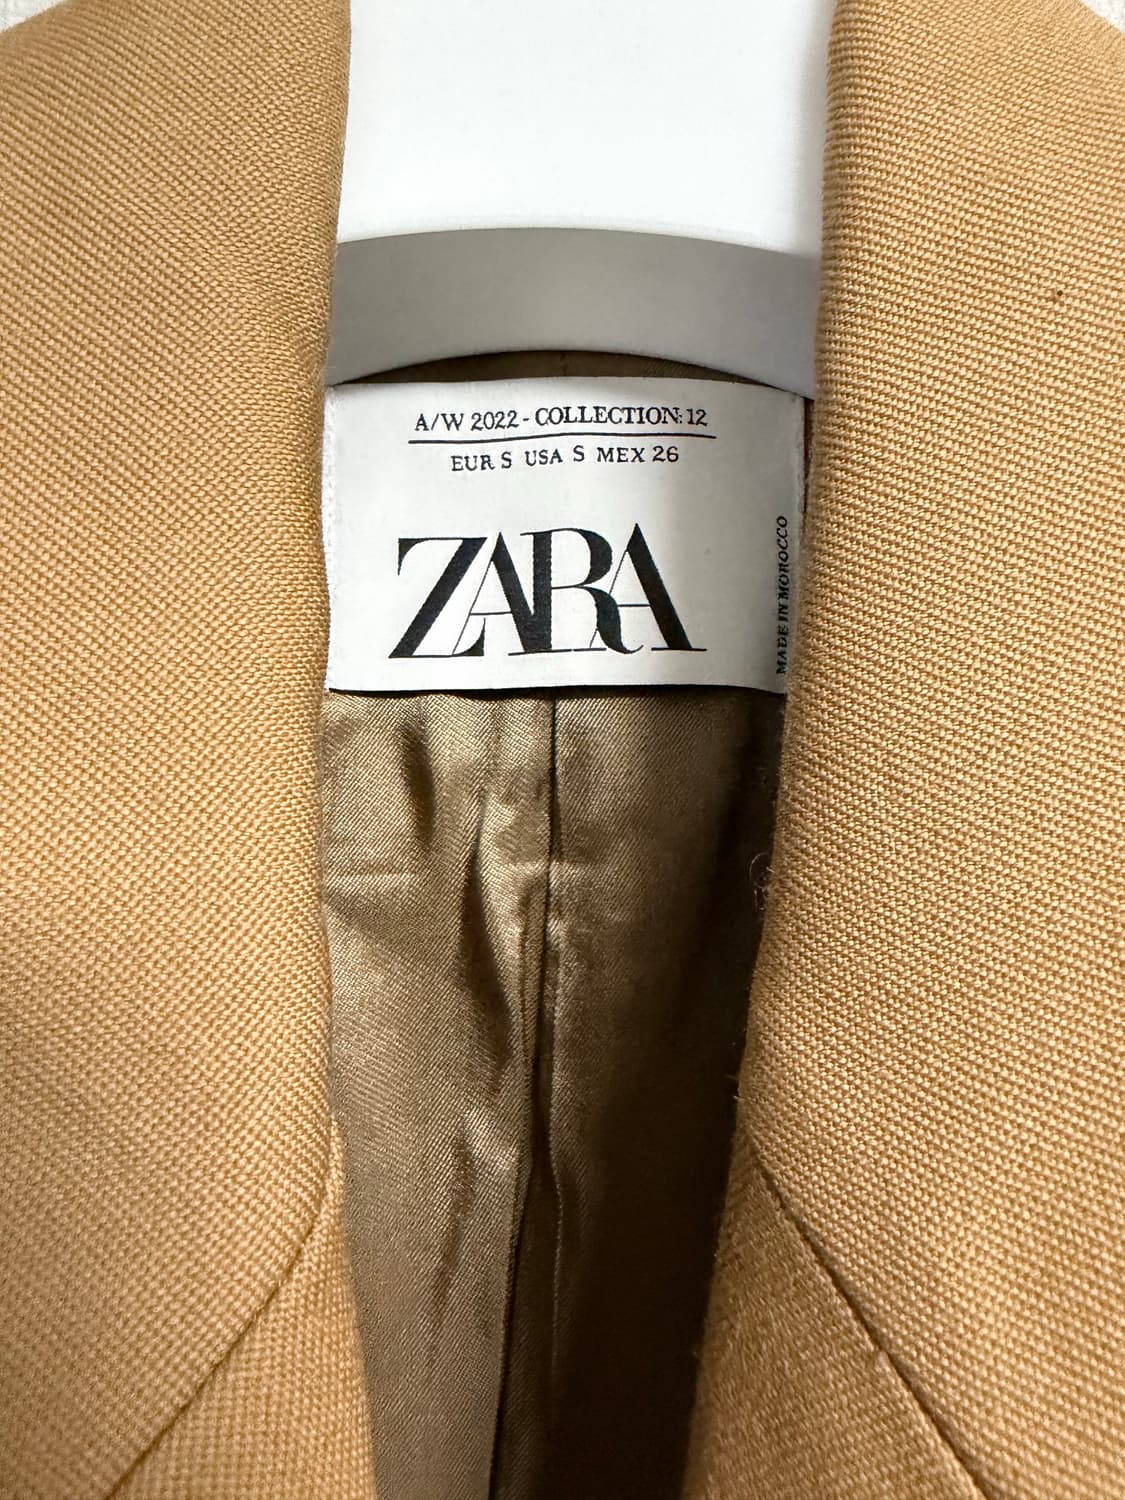 A/W 2022 - COLLECTION: 12
EUR S USA S MEX 26
ZARA
MADE IN MOROCCO